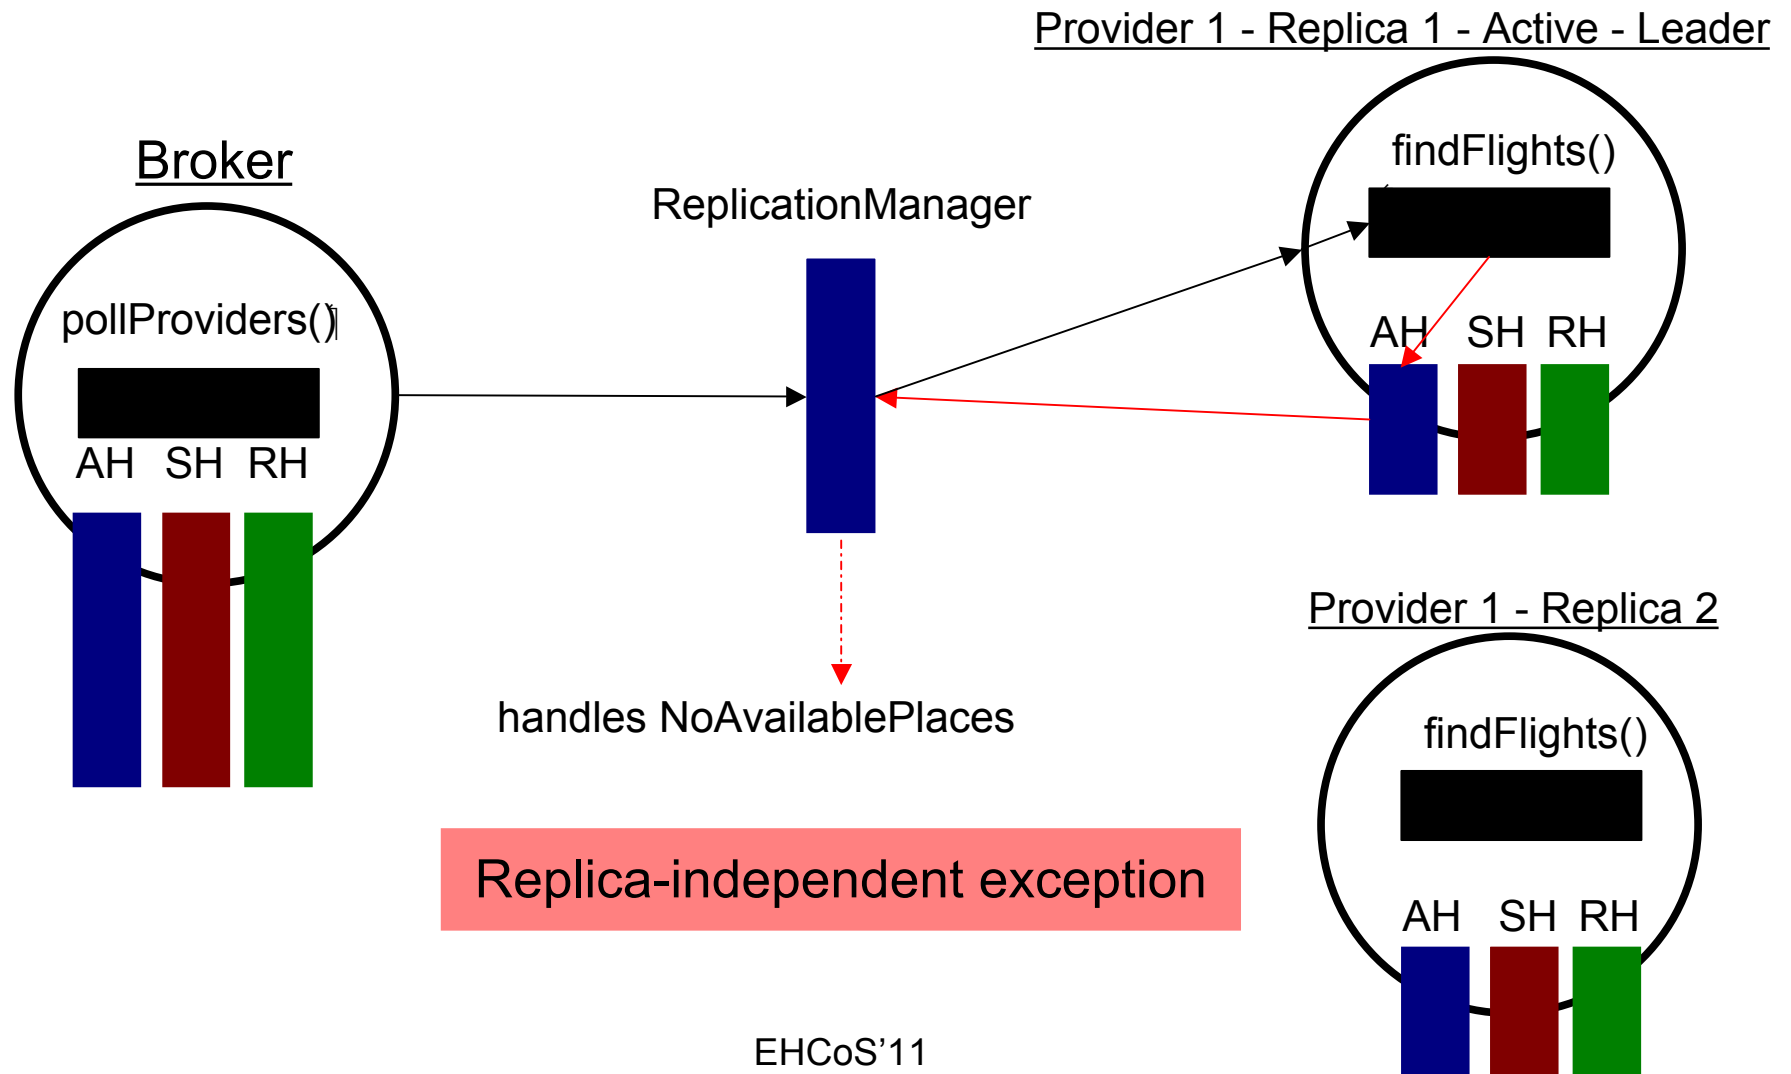 Provider 1 - Replica 1 - Active - Leader
findFlights()
Broker
ReplicationManager
pollProviders()
AH SH RH
AH SH RH
Provider 1 - Replica 2
handles NoAvailablePlaces
findFlights()
Replica-independent exception
AH SH RH
EHCoS’11